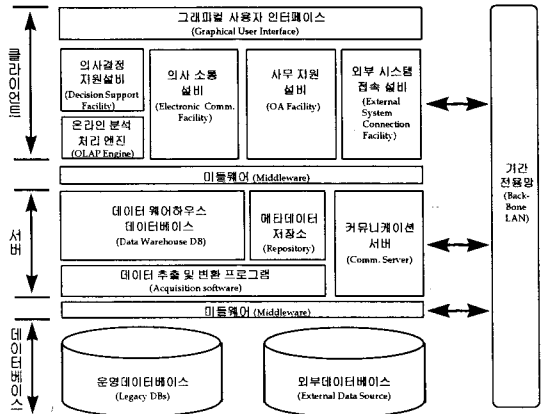 그래피컬 사용자 인터페이스
(Graphical User Interface)
클라이언트
의사결정
지원설비
(Decision Support
Facility)
온라인 분석
처리 엔진
(OLAP Engine)
의사 소통
설비
(Electronic Comm.
Facility)
사무 지원
설비
(OA Facility)
외부 시스템
접속 설비
(External
System
Connection
Facility)
미들웨어 (Middleware)
서버
데이터 웨어하우스
데이터베이스
(Data Warehouse DB)
메타데이터
저장소
(Repository)
커뮤니케이션
서버
(Comm. Server)
데이터 추출 및 변환 프로그램
(Acquisition software)
미들웨어 (Middleware)
데이터베이스
운영데이터베이스
(Legacy DBs)
외부데이터베이스
(External Data Source)
기간
전용망
(Back-
Bone
LAN)